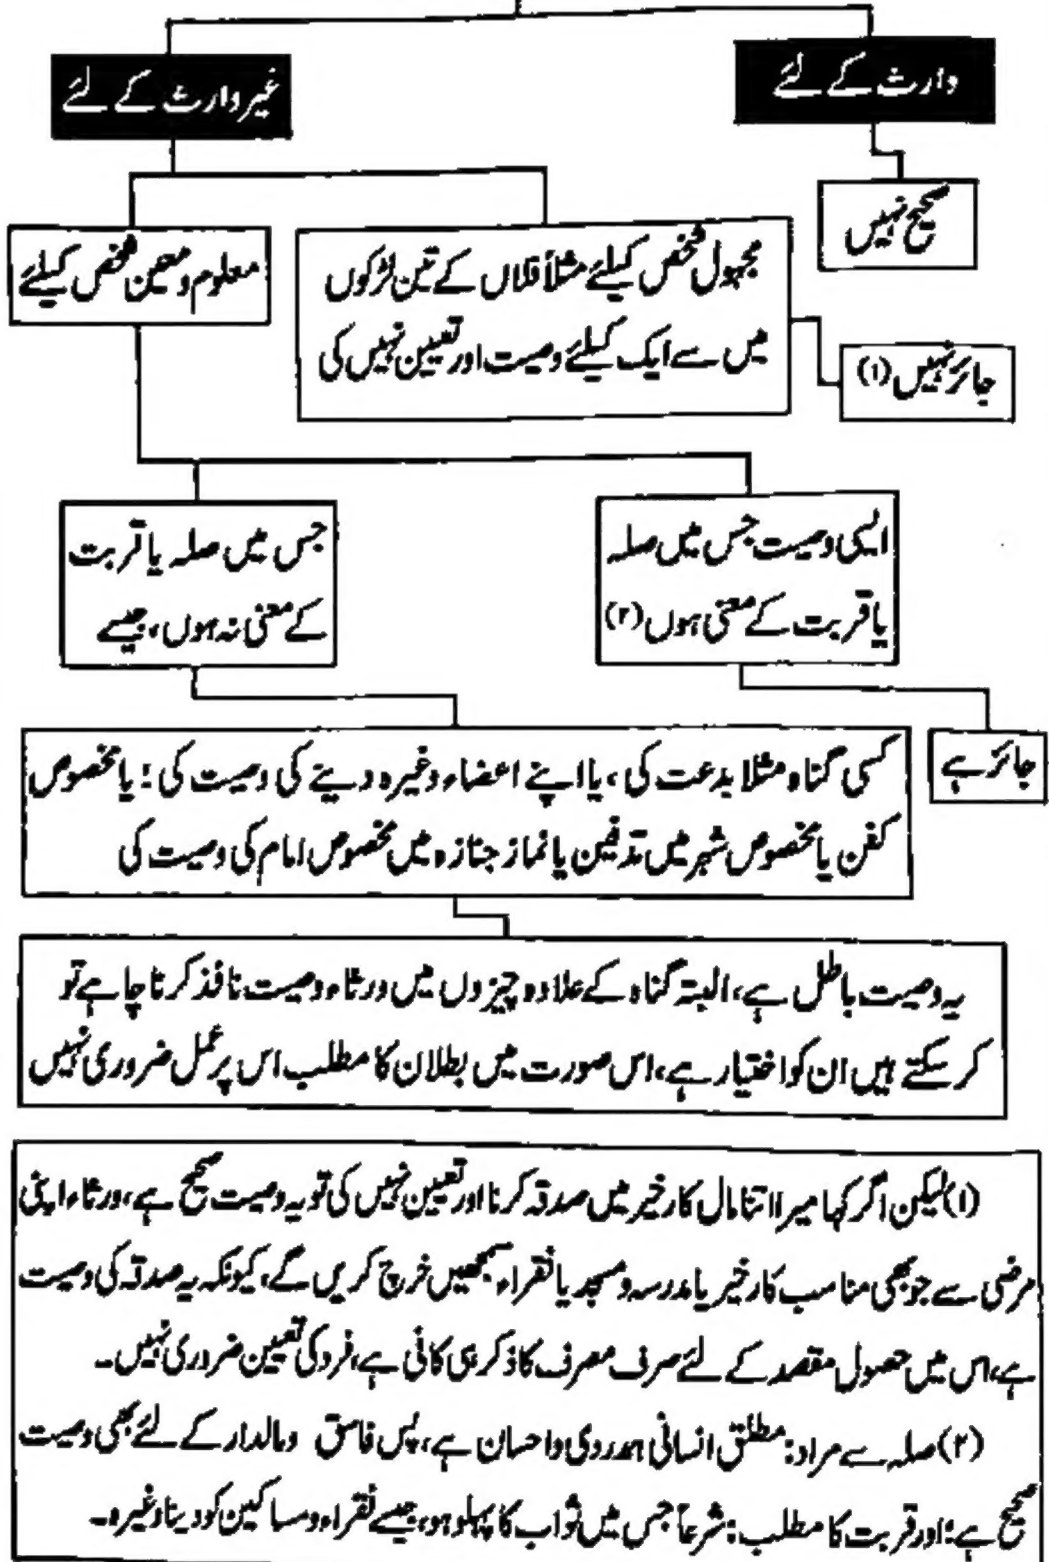 وارث کے لئے
غیر وارث کے لئے
صحیح نہیں
مجہول شخص کیلئے مثلاً فلاں کے تین لڑکوں
میں سے ایک کیلئے وصیت اور تعیین نہیں کی
معلوم و معین شخص کیلئے
جائز نہیں (۱)
ایسی وصیت جس میں صلہ
یا قربت کے معنی ہوں (۲)
جس میں صلہ یا قربت
کے معنی نہ ہوں، جیسے
جائز ہے
کسی گناہ مثلا بدعت کی، یا اپنے اعضاء وغیرہ دینے کی وصیت کی؛ یا مخصوص
کفن یا مخصوص شہر میں تدفین یا نماز جنازہ میں مخصوص امام کی وصیت کی
یہ وصیت باطل ہے، البتہ گناہ کے علاوہ چیزوں میں ورثاء وصیت نافذ کرنا چاہے تو
کر سکتے ہیں ان کو اختیار ہے، اس صورت میں بطلان کا مطلب اس پر عمل ضروری نہیں
(۱) لیکن اگر کہا میرا اتنا مال کار خیر میں صدقہ کرنا اور تعیین نہیں کی تو یہ وصیت صحیح ہے، ورثاء اپنی
مرضی سے جو بھی مناسب کار خیر یا مدرسہ و مسجد یا فقراء سمجھیں خرچ کریں گے، کیونکہ یہ صدقہ کی وصیت
ہے، اس میں حصول مقصد کے لئے صرف مصرف کا ذکر ہی کافی ہے، فرد کی تعیین ضروری نہیں۔
(۲) صلہ سے مراد: مطلق انسانی ہمدردی و احسان ہے، پس فاسق و مالدار کے لئے بھی وصیت
صحیح ہے؛ اور قربت کا مطلب: شرعاً جس میں ثواب کا پہلو ہو، جیسے فقراء و مساکین کو دینا وغیرہ۔